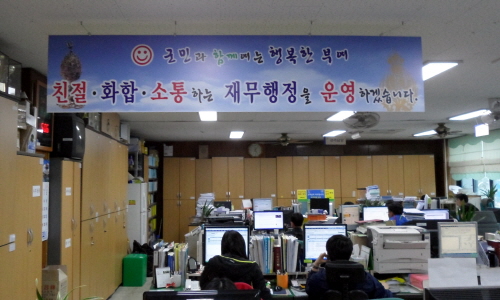 군민과 함께하는 행복한 부여
친절·화합·소통하는 재무행정을 운영하겠습니다.